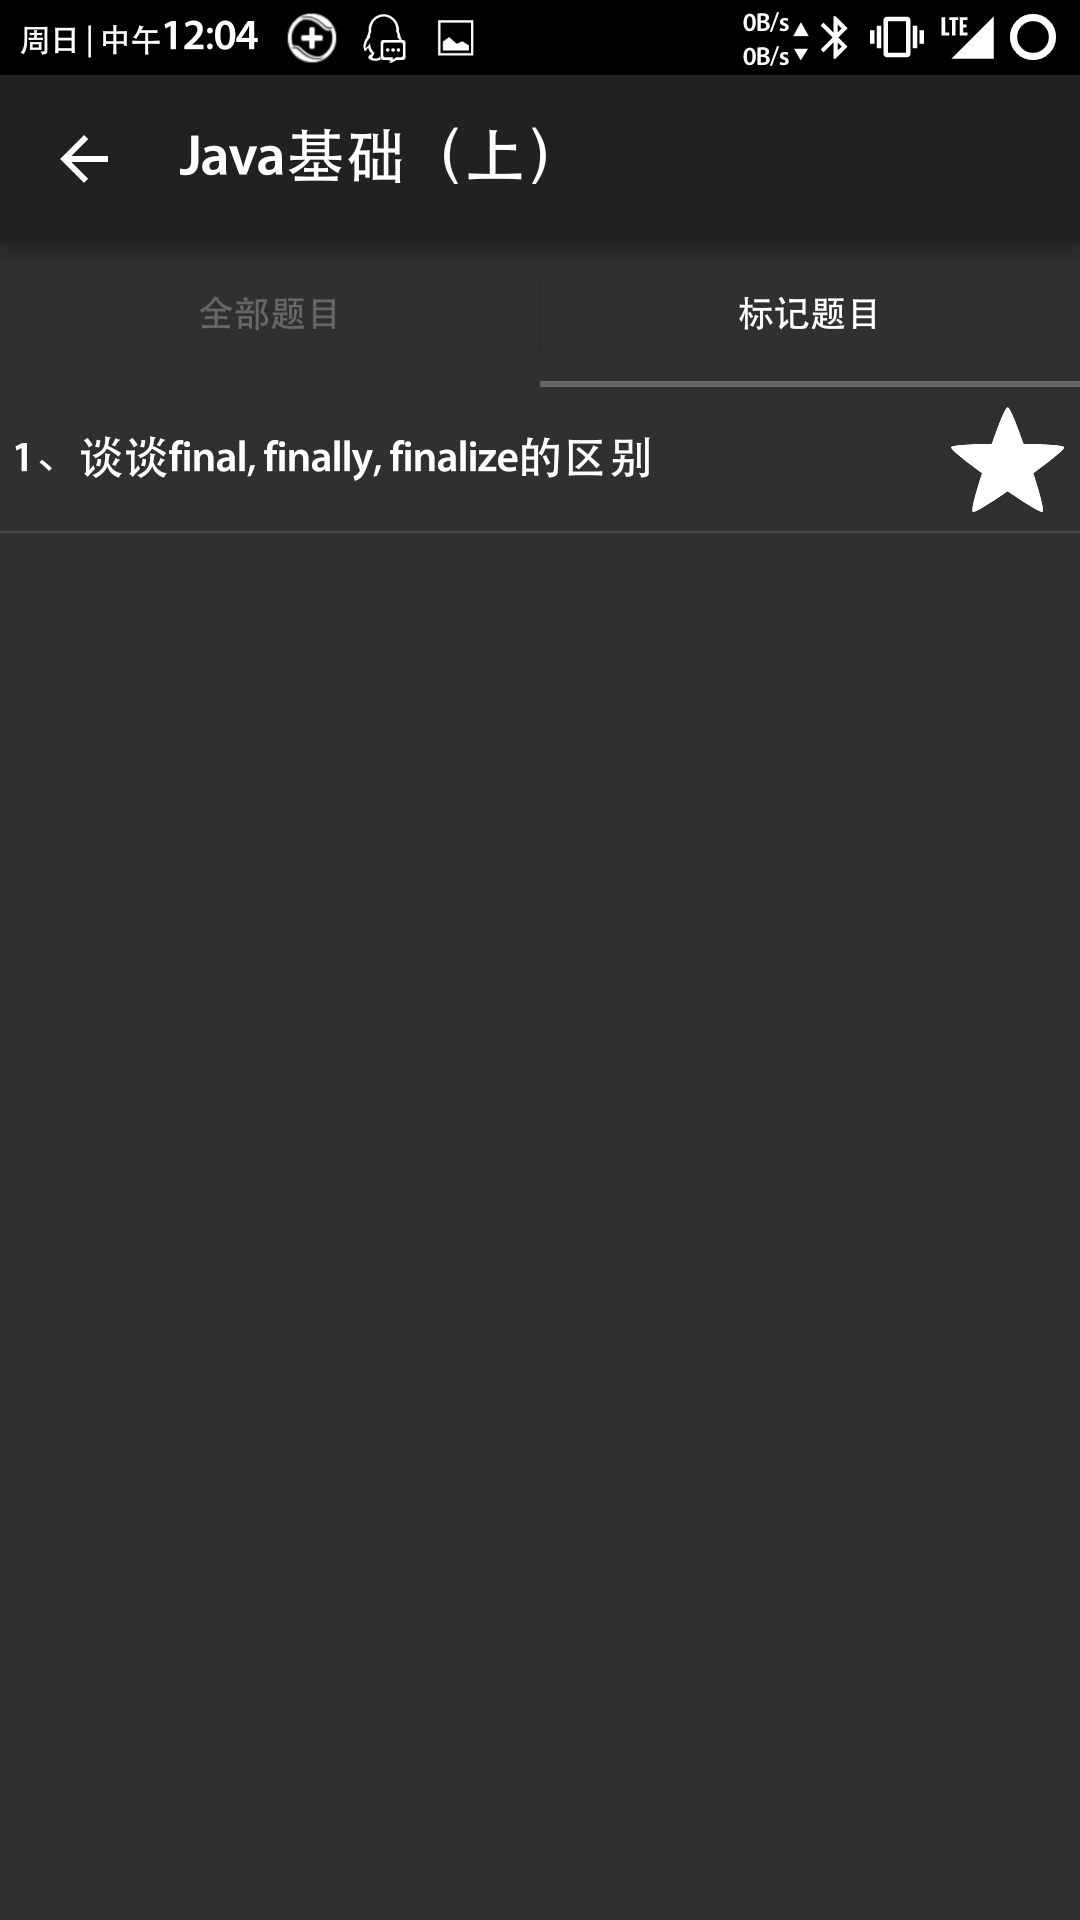 周日 | 中午12:04 0B/s 0B/s LTE
Java基础（上）
全部题目 标记题目
1、谈谈final, finally, finalize的区别